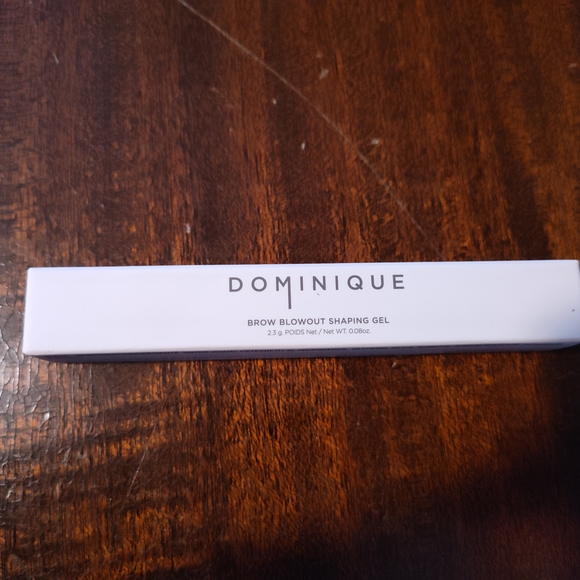 DOMINIQUE
BROW BLOWOUT SHAPING GEL
2.3 g. POIDS Net / Net WT. 0.08oz.